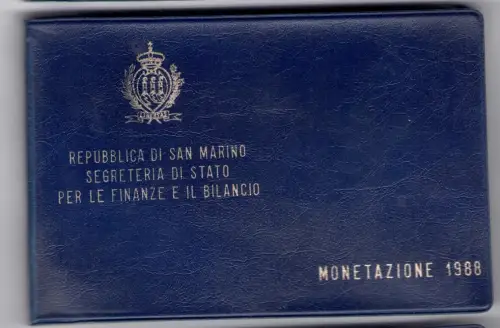 REPUBBLICA DI SAN MARINO
SEGRETERIA DI STATO
PER LE FINANZE E IL BILANCIO
MONETAZIONE 1988